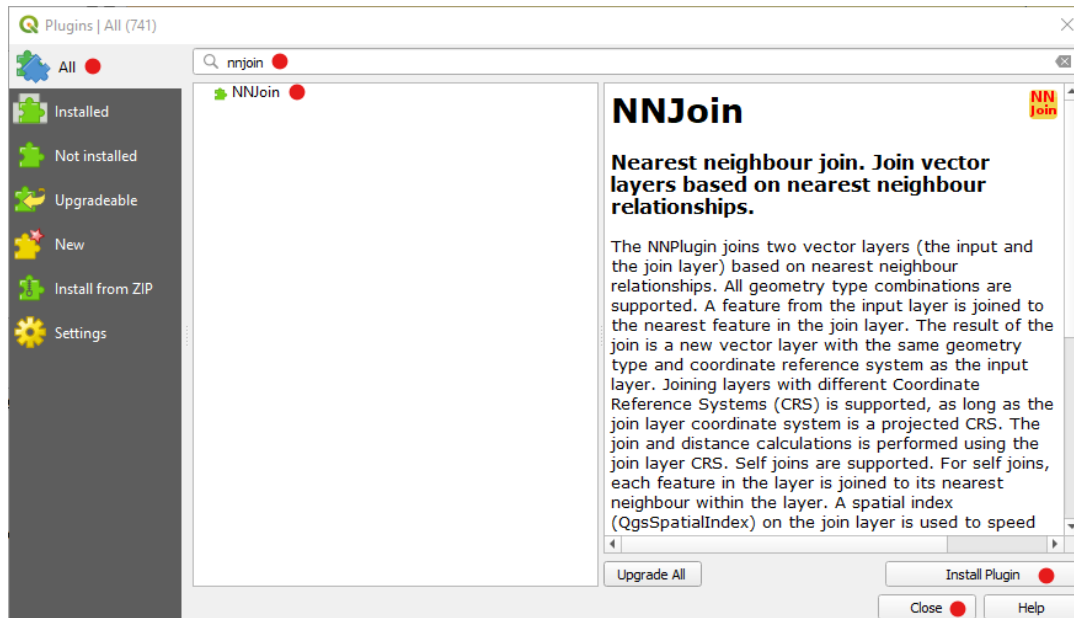 Plugins | All (741)
All
nnjoin
NNJoin
Installed
Not installed
Upgradeable
New
Install from ZIP
Settings
NNJoin
NN
Join
Nearest neighbour join. Join vector
layers based on nearest neighbour
relationships.
The NNPlugin joins two vector layers (the input and
the join layer) based on nearest neighbour
relationships. All geometry type combinations are
supported. A feature from the input layer is joined to
the nearest feature in the join layer. The result of the
join is a new vector layer with the same geometry
type and coordinate reference system as the input
layer. Joining layers with different Coordinate
Reference Systems (CRS) is supported, as long as the
join layer coordinate system is a projected CRS. The
join and distance calculations is performed using the
join layer CRS. Self joins are supported. For self joins,
each feature in the layer is joined to its nearest
neighbour within the layer. A spatial index
(QgsSpatialIndex) on the join layer is used to speed
Upgrade All
Install Plugin
Close
Help